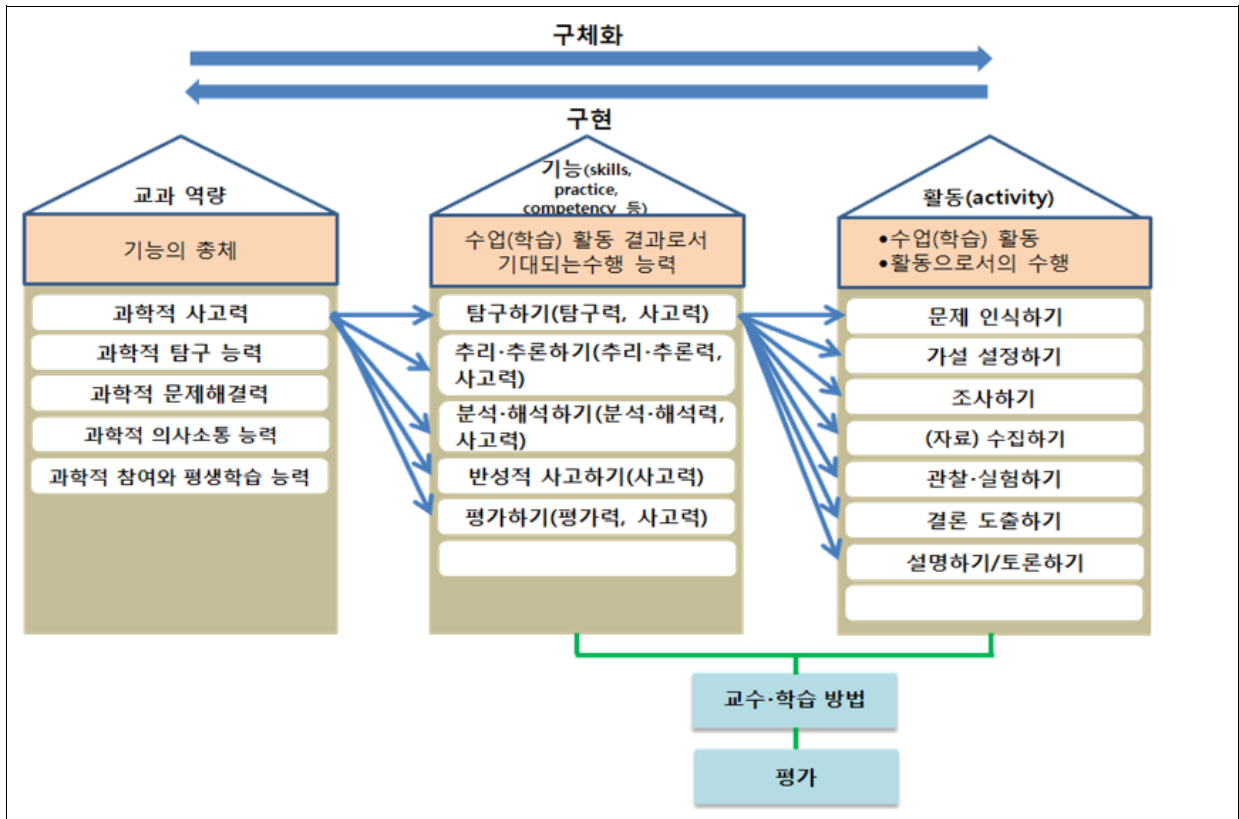 구체화
구현
교과 역량
기능의 총체
과학적 사고력
과학적 탐구 능력
과학적 문제해결력
과학적 의사소통 능력
과학적 참여와 평생학습 능력
기능(skills,
practice,
competency 등)
수업(학습) 활동 결과로서
기대되는수행 능력
탐구하기(탐구력, 사고력)
추리·추론하기(추리·추론력,
사고력)
분석·해석하기(분석·해석력,
사고력)
반성적 사고하기(사고력)
평가하기(평가력, 사고력)
활동(activity)
•수업(학습) 활동
•활동으로서의 수행
문제 인식하기
가설 설정하기
조사하기
(자료) 수집하기
관찰·실험하기
결론 도출하기
설명하기/토론하기
교수·학습 방법
평가